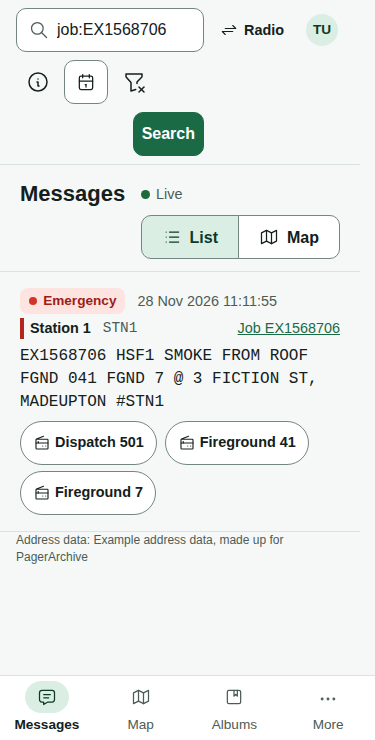 job:EX1568706
Radio
TU
Search
Messages
Live
List
Map
Emergency
28 Nov 2026 11:11:55
Station 1 STN1
Job EX1568706
EX1568706 HSF1 SMOKE FROM ROOF
FGND 041 FGND 7 @ 3 FICTION ST,
MADEUPTON #STN1
Dispatch 501
Fireground 41
Fireground 7
Address data: Example address data, made up for
PagerArchive
Messages
Map
Albums
More